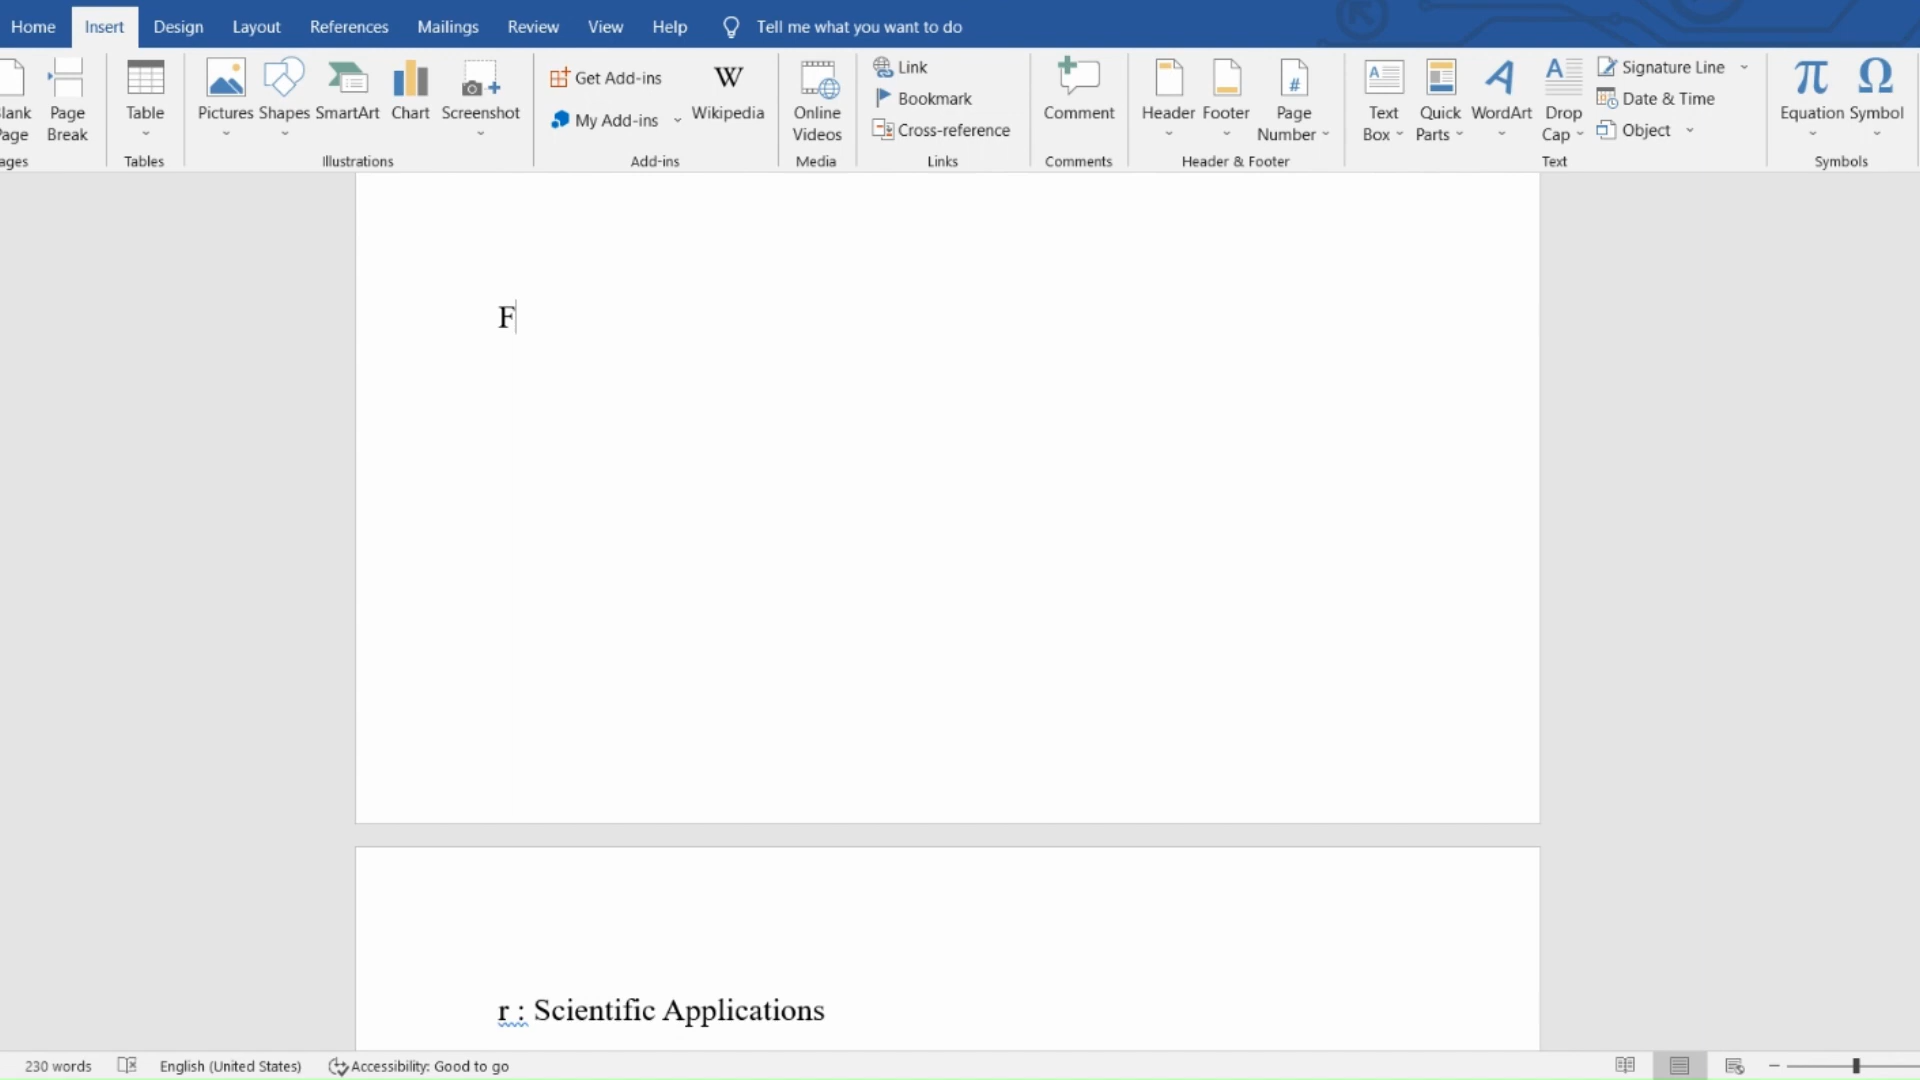 Home Insert Design Layout References Mailings Review View Help Tell me what you want to do
lank Page
Page Break
Table
Pictures Shapes SmartArt Chart Screenshot
Get Add-ins
My Add-ins
Wikipedia
Online Videos
Link
Bookmark
Cross-reference
Comment
Header Footer Page Number
Text Box Quick Parts WordArt Drop Cap
Signature Line
Date & Time
Object
Equation Symbol
ages Tables Illustrations Add-ins Media Links Comments Header & Footer Text Symbols
F
r : Scientific Applications
230 words English (United States) Accessibility: Good to go